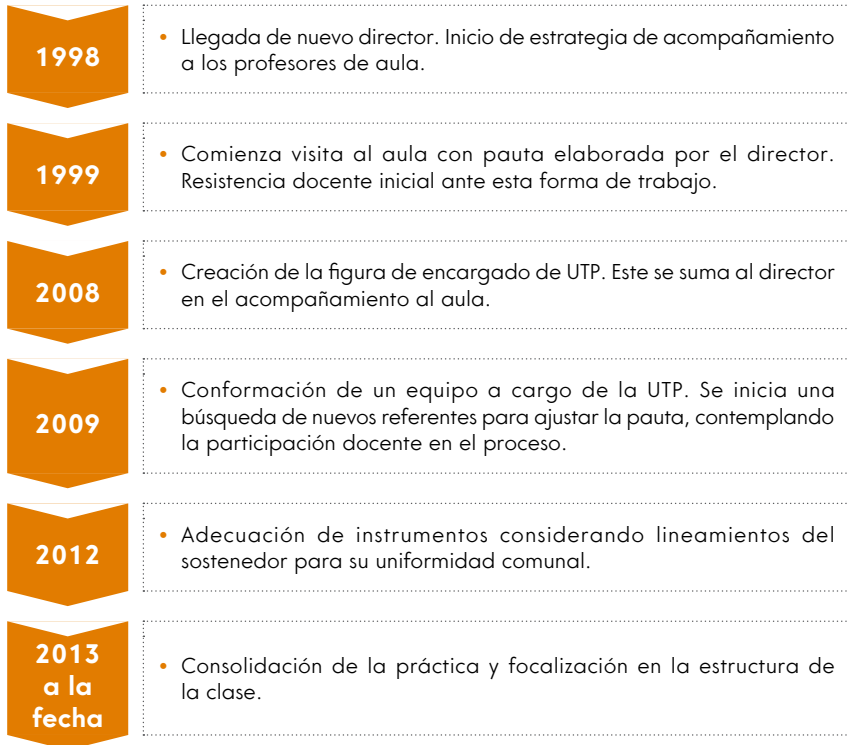 1998
• Llegada de nuevo director. Inicio de estrategia de acompañamiento
a los profesores de aula.
1999
• Comienza visita al aula con pauta elaborada por el director.
Resistencia docente inicial ante esta forma de trabajo.
2008
• Creación de la figura de encargado de UTP. Este se suma al director
en el acompañamiento al aula.
2009
• Conformación de un equipo a cargo de la UTP. Se inicia una
búsqueda de nuevos referentes para ajustar la pauta, contemplando
la participación docente en el proceso.
2012
• Adecuación de instrumentos considerando lineamientos del
sostenedor para su uniformidad comunal.
2013
a la
fecha
• Consolidación de la práctica y focalización en la estructura de
la clase.